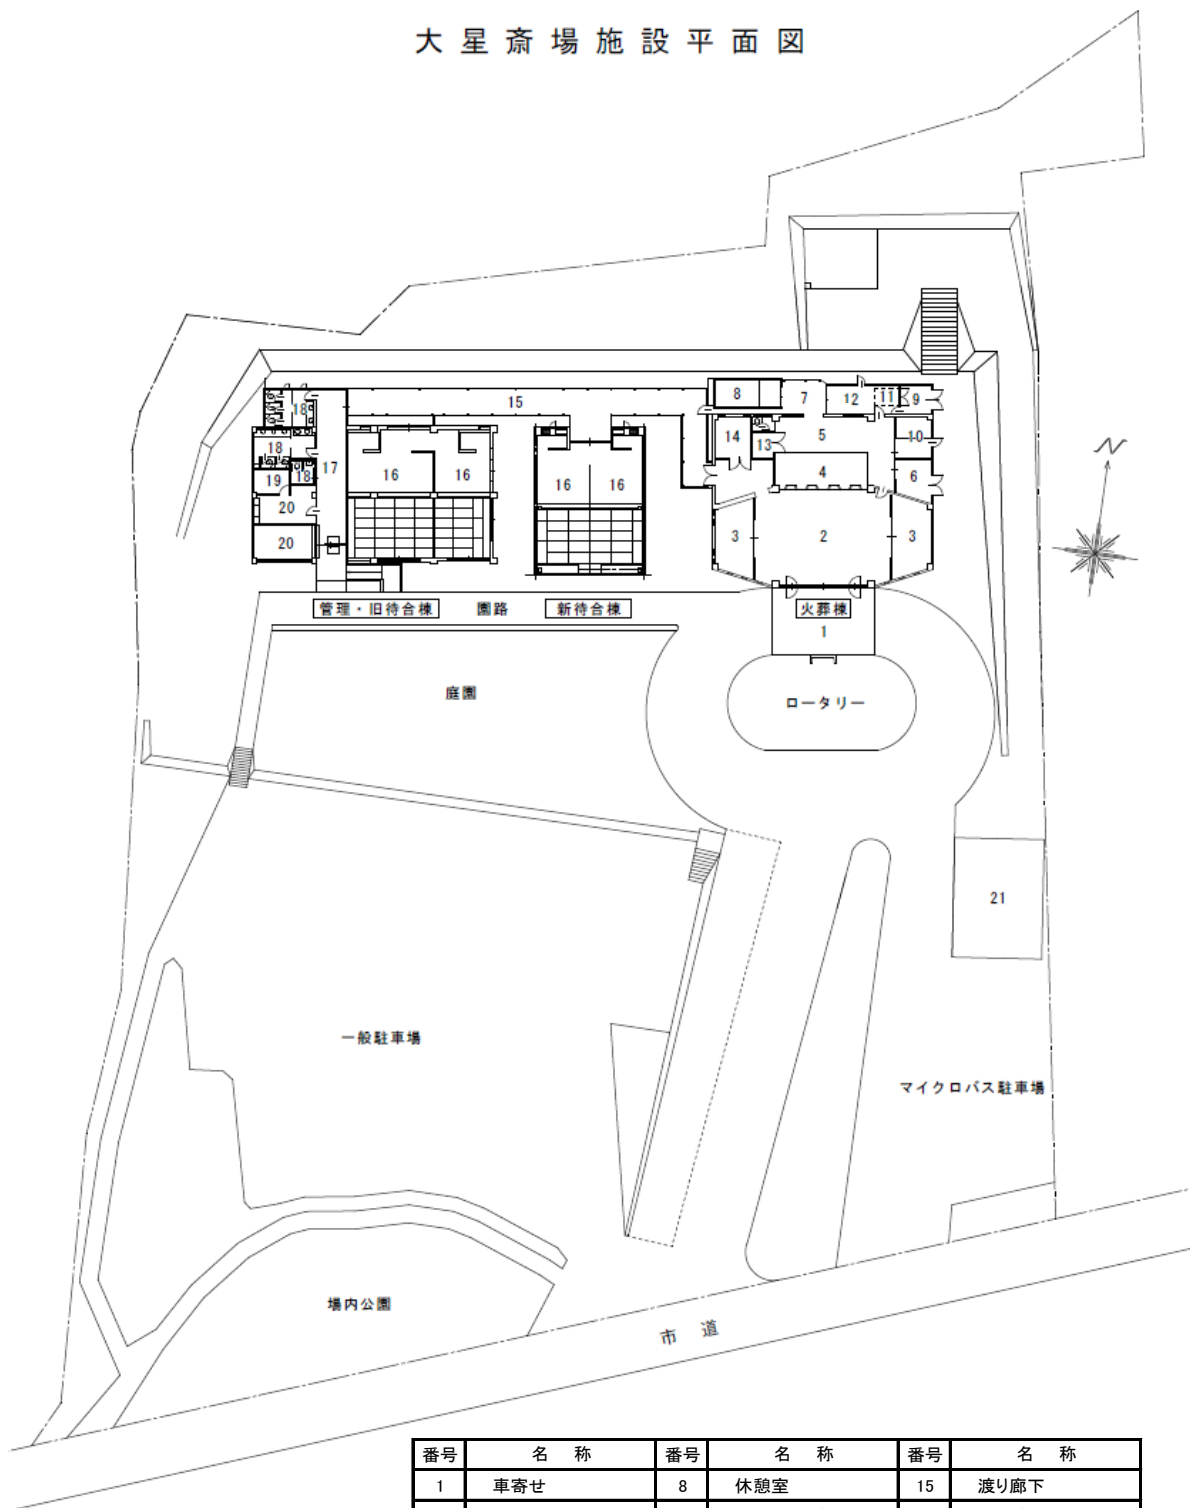 大星斎場施設平面図
15
8
7
12
11
9
18
14
13
5
10
18
17
16
16
16
16
4
6
19
18
20
20
3
2
3
管理・旧待合棟
園路
新待合棟
火葬棟
1
N
庭園
ロータリー
21
一般駐車場
マイクロバス駐車場
場内公園
市道
番号 名称 番号 名称 番号 名称
1 車寄せ 8 休憩室 15 渡り廊下